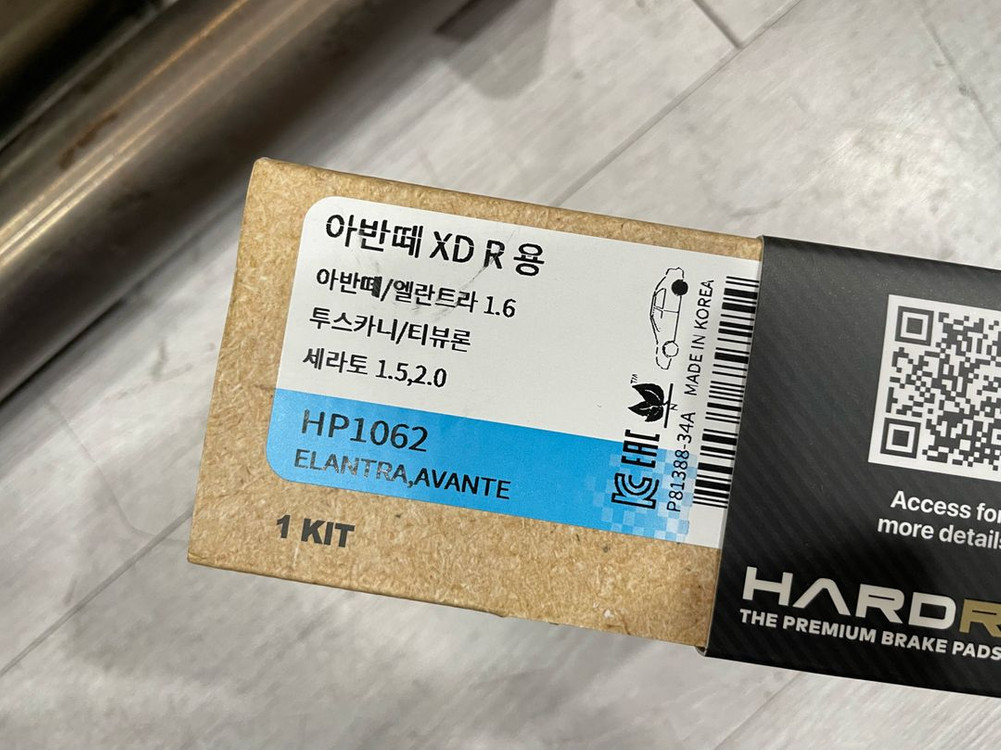 아반떼 XD R 용
아반떼/엘란트라 1.6
투스카니/티뷰론
세라토 1.5,2.0
HP1062
ELANTRA,AVANTE
1 KIT
TM
N
EAC
P81388-34A MADE IN KOREA
Access for
more details
HARDR
THE PREMIUM BRAKE PADS